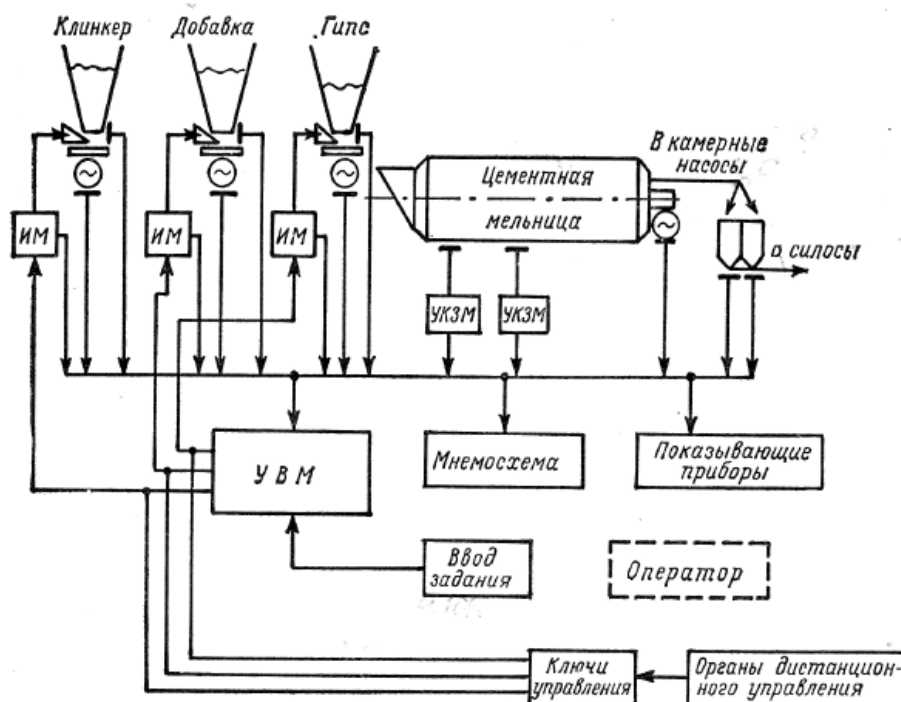 Клинкер
Добавка
Гипс
В камерные
насосы
Цементная
мельница
ИМ
ИМ
ИМ
в силосы
УКЗМ
УКЗМ
УВМ
Мнемосхема
Показывающие
приборы
Ввод
задания
Оператор
Ключи
управления
Органы дистанцион-
ного управления